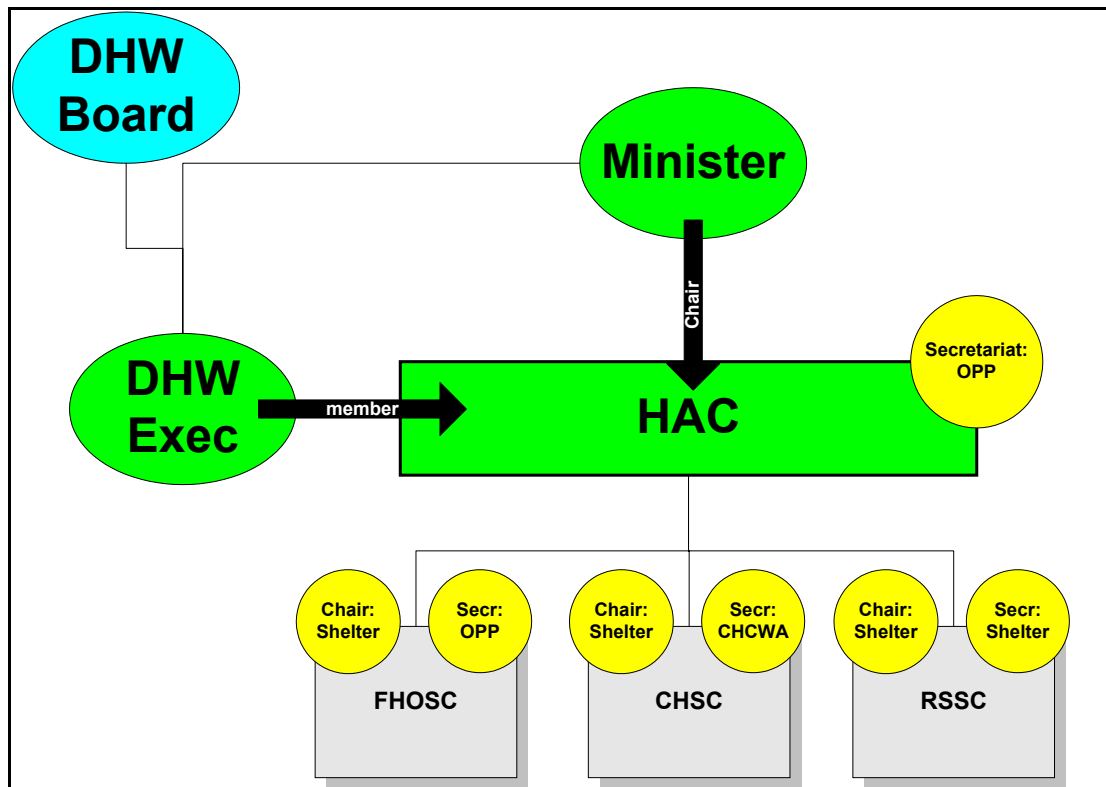 DHW
Board
Minister
Chair
Secretariat:
OPP
DHW
Exec
member
HAC
Chair:
Shelter
Secr:
OPP
Chair:
Shelter
Secr:
CHCWA
Chair:
Shelter
Secr:
Shelter
FHOSC
CHSC
RSSC